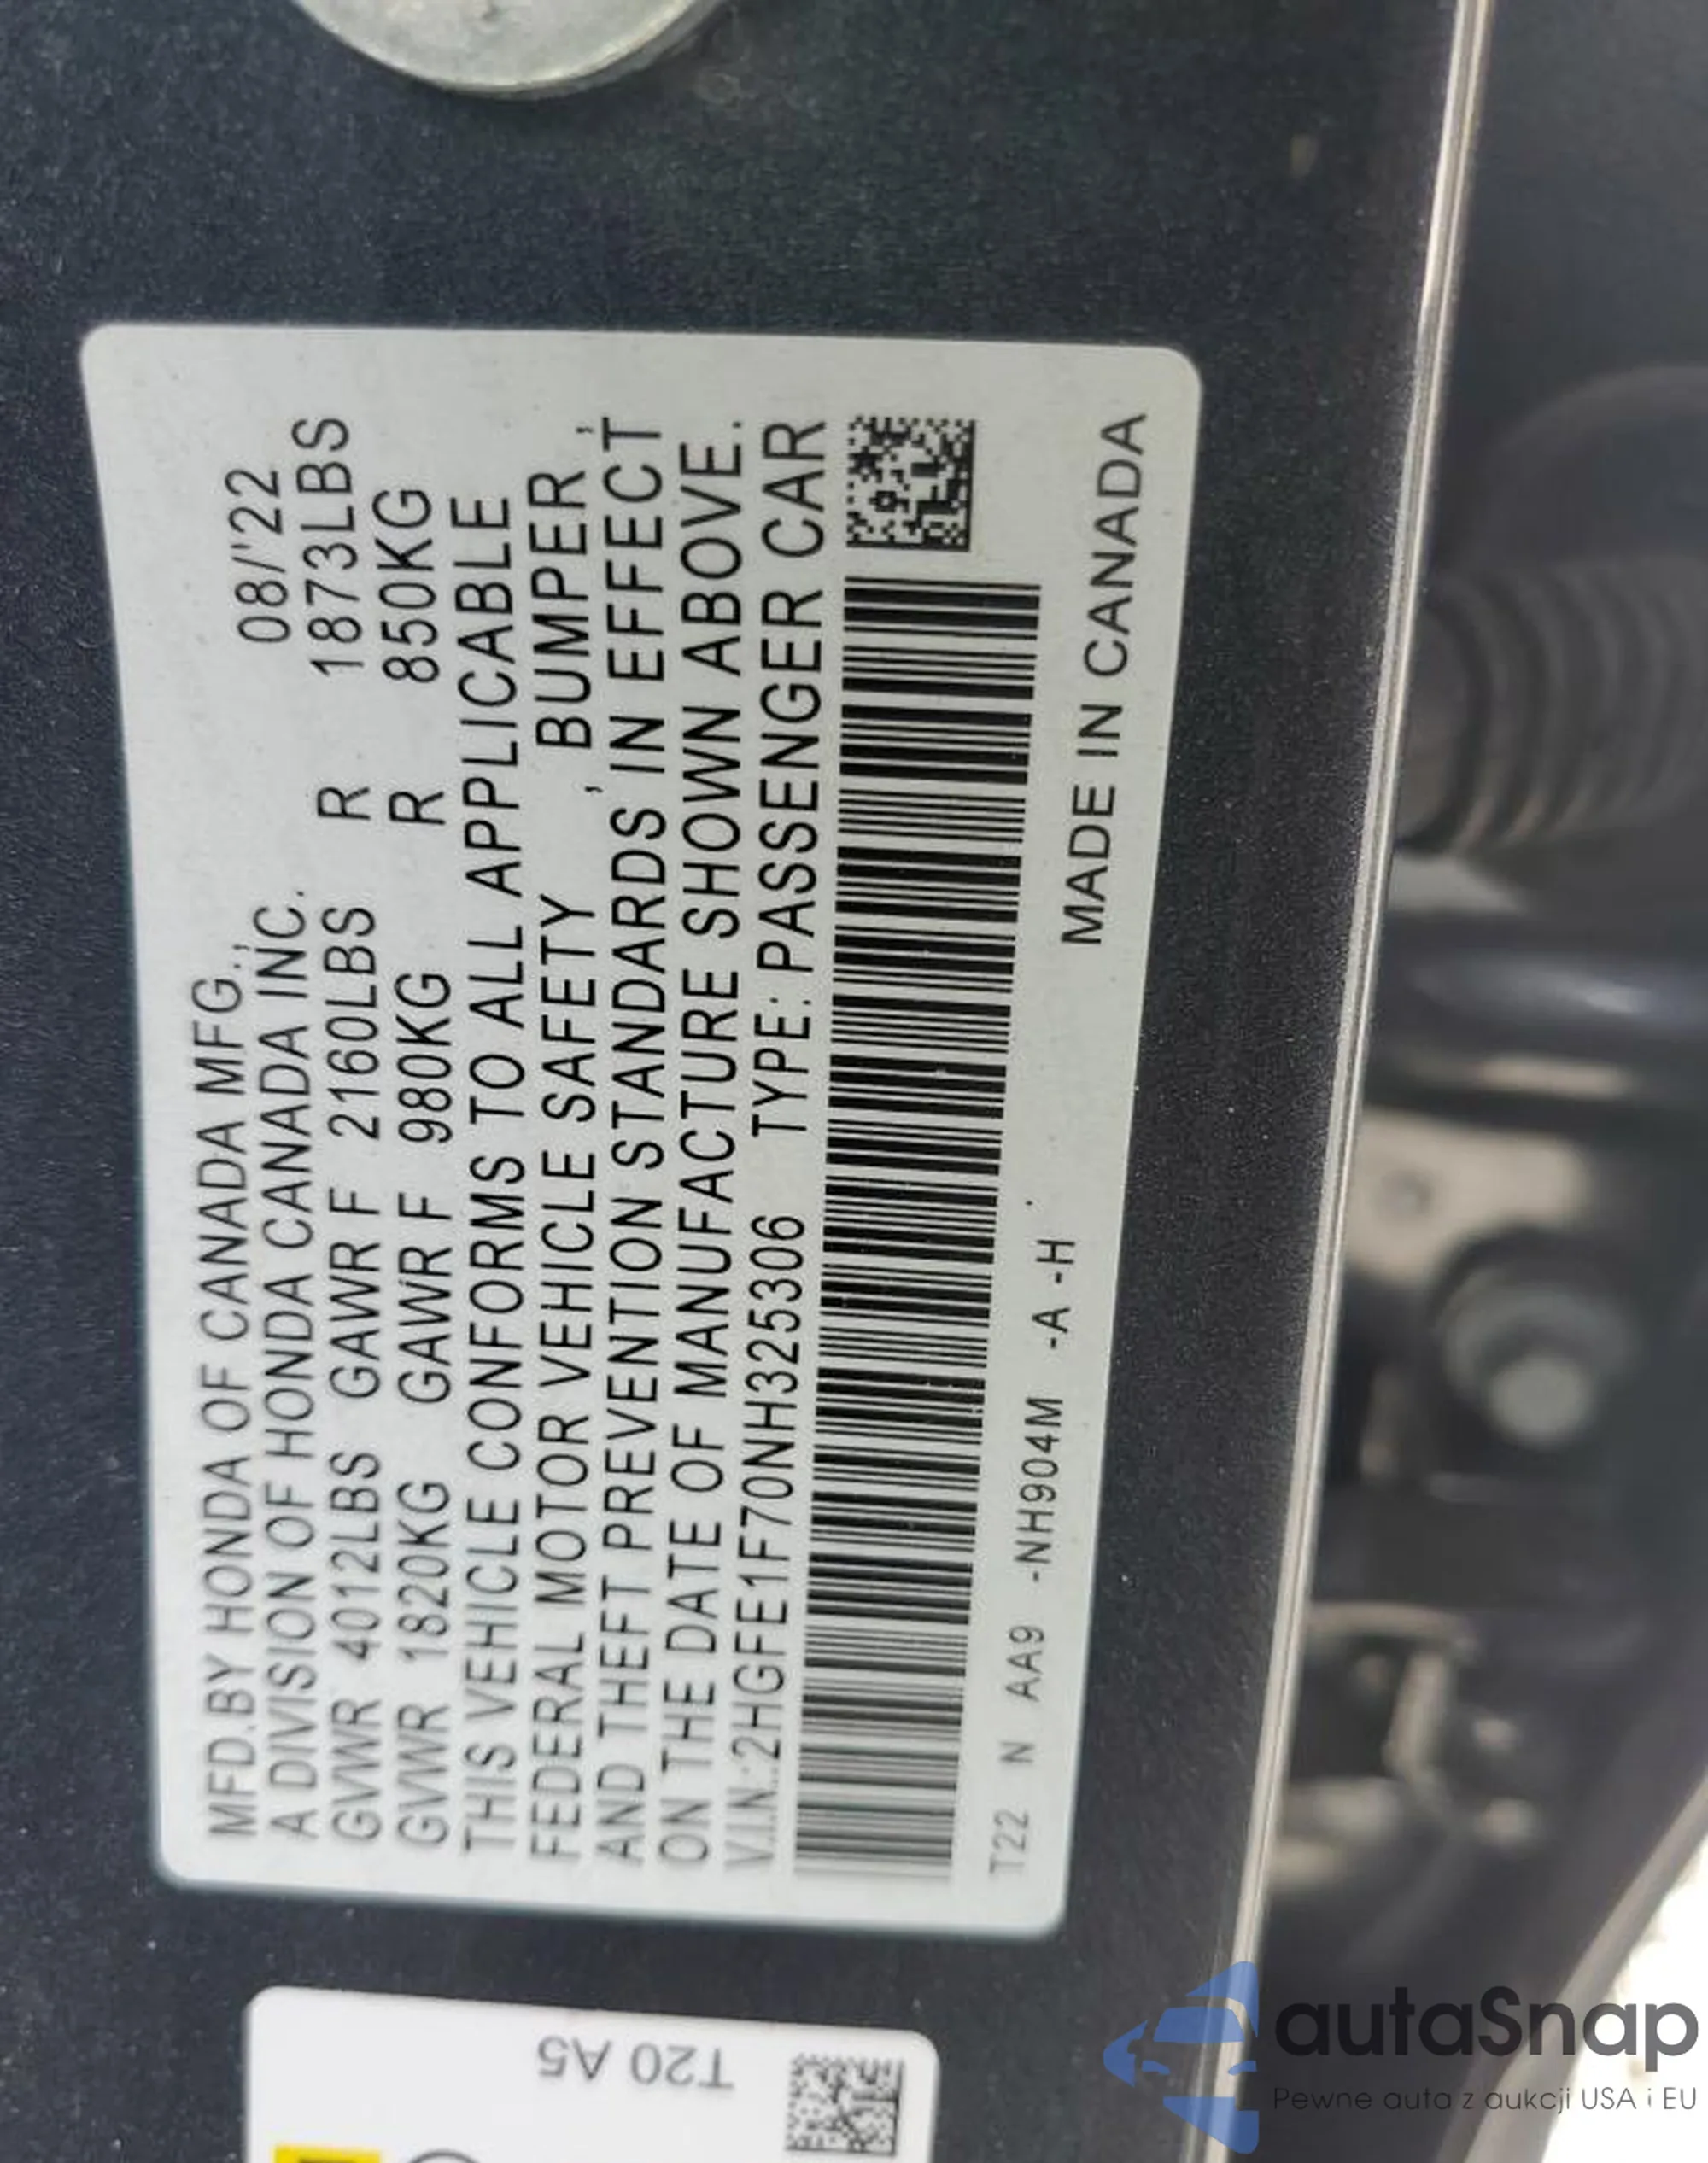 MFD.BY HONDA OF CANADA MFG., 08/'22
A DIVISION OF HONDA CANADA INC.
GVWR 4012LBS GAWR F 2160LBS R 1873LBS
GVWR 1820KG GAWR F 980KG R 850KG
THIS VEHICLE CONFORMS TO ALL APPLICABLE
FEDERAL MOTOR VEHICLE SAFETY , BUMPER ,
AND THEFT PREVENTION STANDARDS IN EFFECT
ON THE DATE OF MANUFACTURE SHOWN ABOVE.
V.I.N.:2HGFE1F70NH325306 TYPE: PASSENGER CAR
T22 N AA9 -NH904M -A -H
MADE IN CANADA
T20 A5
autaSnap
Pewne auta z aukcji USA i EU